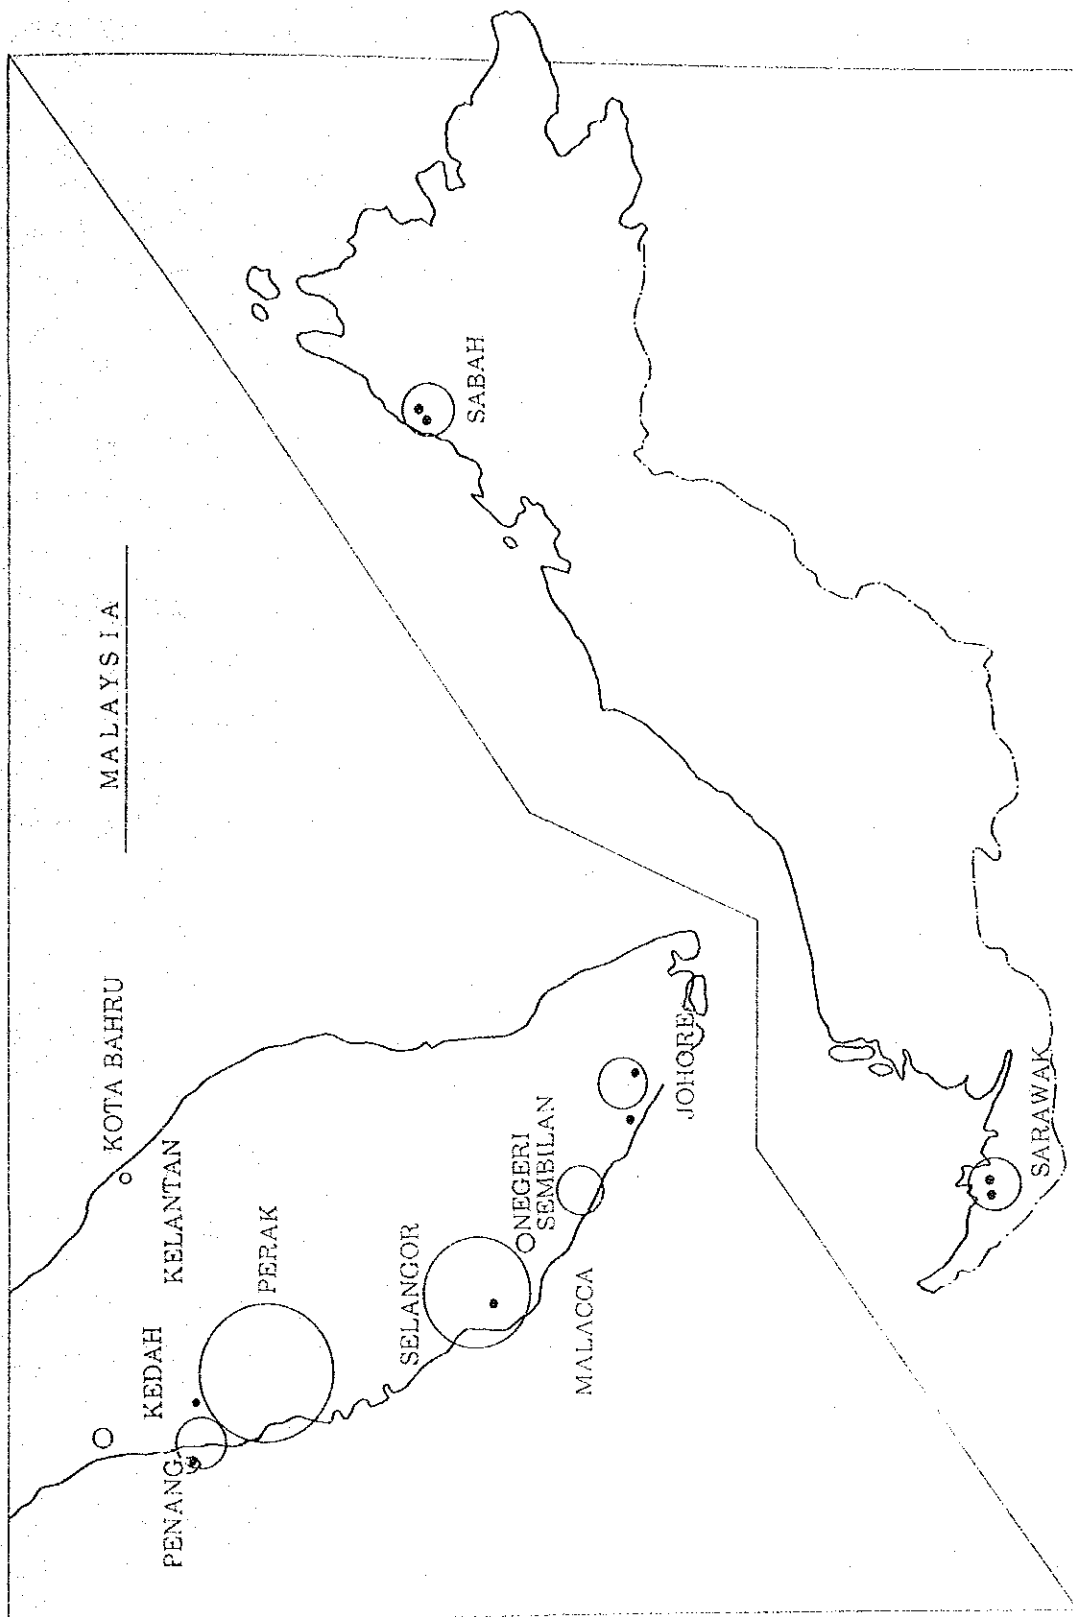 MALAYSIA
KOTA BAHRU
KELANTAN
KEDAH
PENANG
PERAK
SELANGOR
NEGERI
SEMBILAN
MALACCA
JOHORE
SABAH
SARAWAK